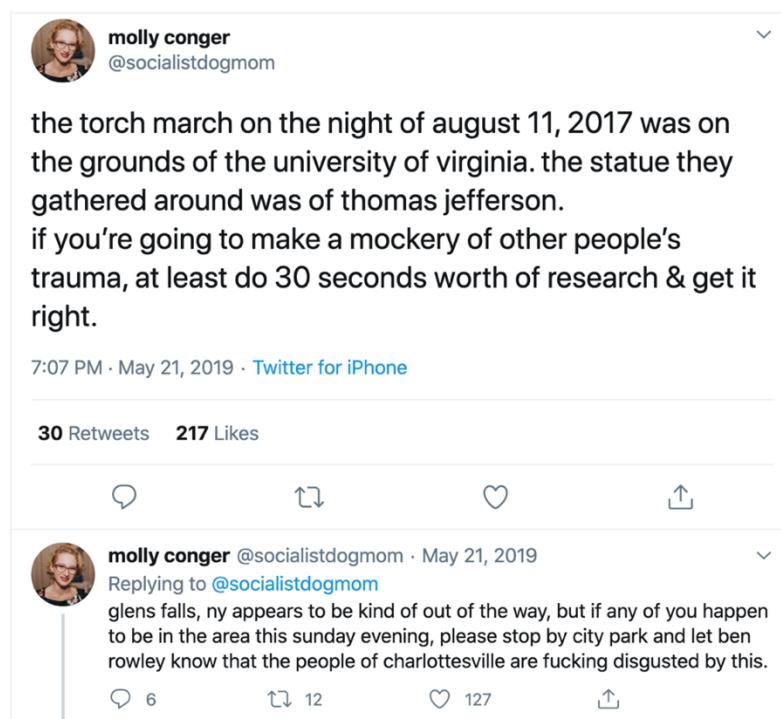 molly conger
@socialistdogmom
the torch march on the night of august 11, 2017 was on
the grounds of the university of virginia. the statue they
gathered around was of thomas jefferson.
if you’re going to make a mockery of other people’s
trauma, at least do 30 seconds worth of research & get it
right.
7:07 PM · May 21, 2019 · Twitter for iPhone
30 Retweets 217 Likes
molly conger @socialistdogmom · May 21, 2019
Replying to @socialistdogmom
glens falls, ny appears to be kind of out of the way, but if any of you happen
to be in the area this sunday evening, please stop by city park and let ben
rowley know that the people of charlottesville are fucking disgusted by this.
6 12 127